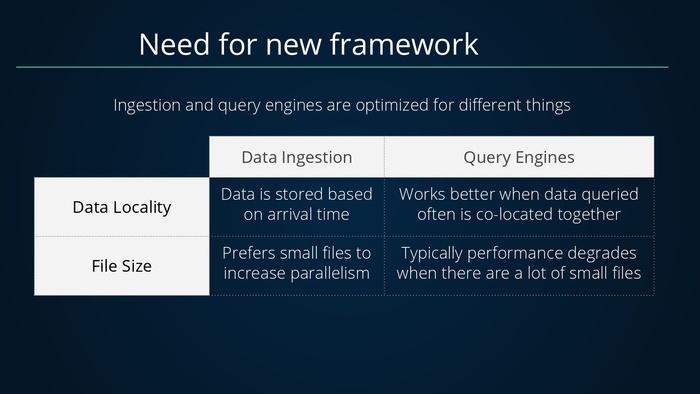 Need for new framework
Ingestion and query engines are optimized for different things
Data Ingestion
Query Engines
Data Locality
Data is stored based
on arrival time
Works better when data queried
often is co-located together
File Size
Prefers small files to
increase parallelism
Typically performance degrades
when there are a lot of small files